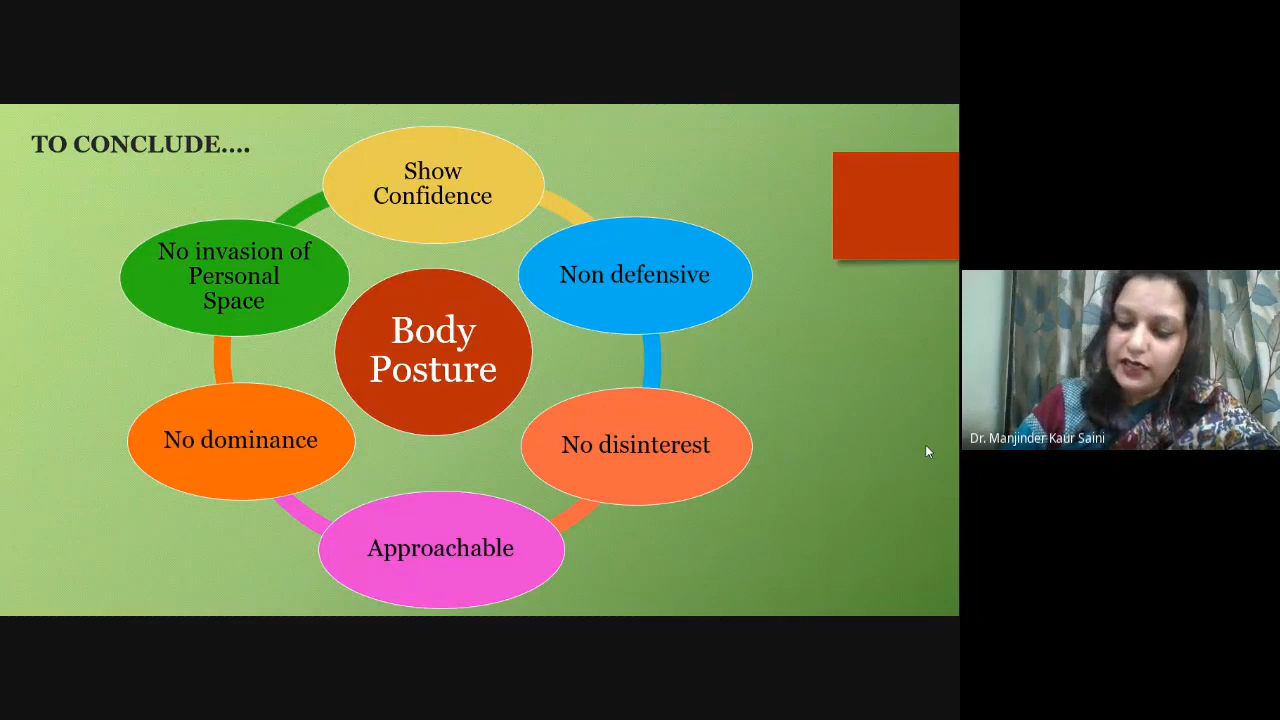 TO CONCLUDE....
Show
Confidence
Non defensive
No disinterest
Approachable
No dominance
No invasion of
Personal
Space
Body
Posture
Dr. Manjinder Kaur Saini